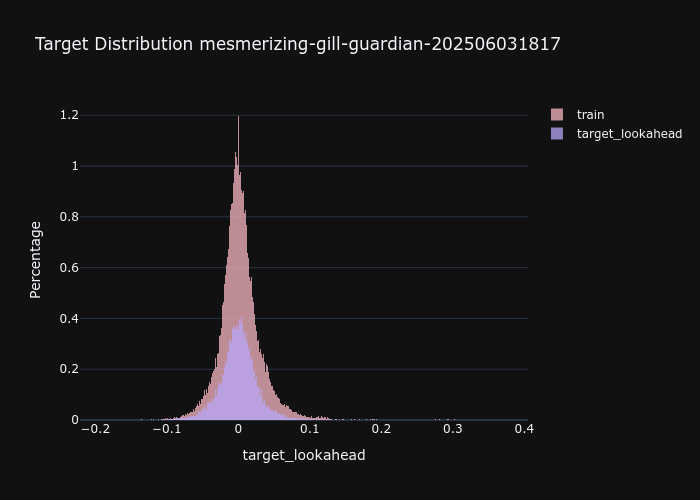 Target Distribution mesmerizing-gill-guardian-202506031817
train
target_lookahead
Percentage
1.2
1
0.8
0.6
0.4
0.2
0
−0.2 −0.1 0 0.1 0.2 0.3 0.4
target_lookahead